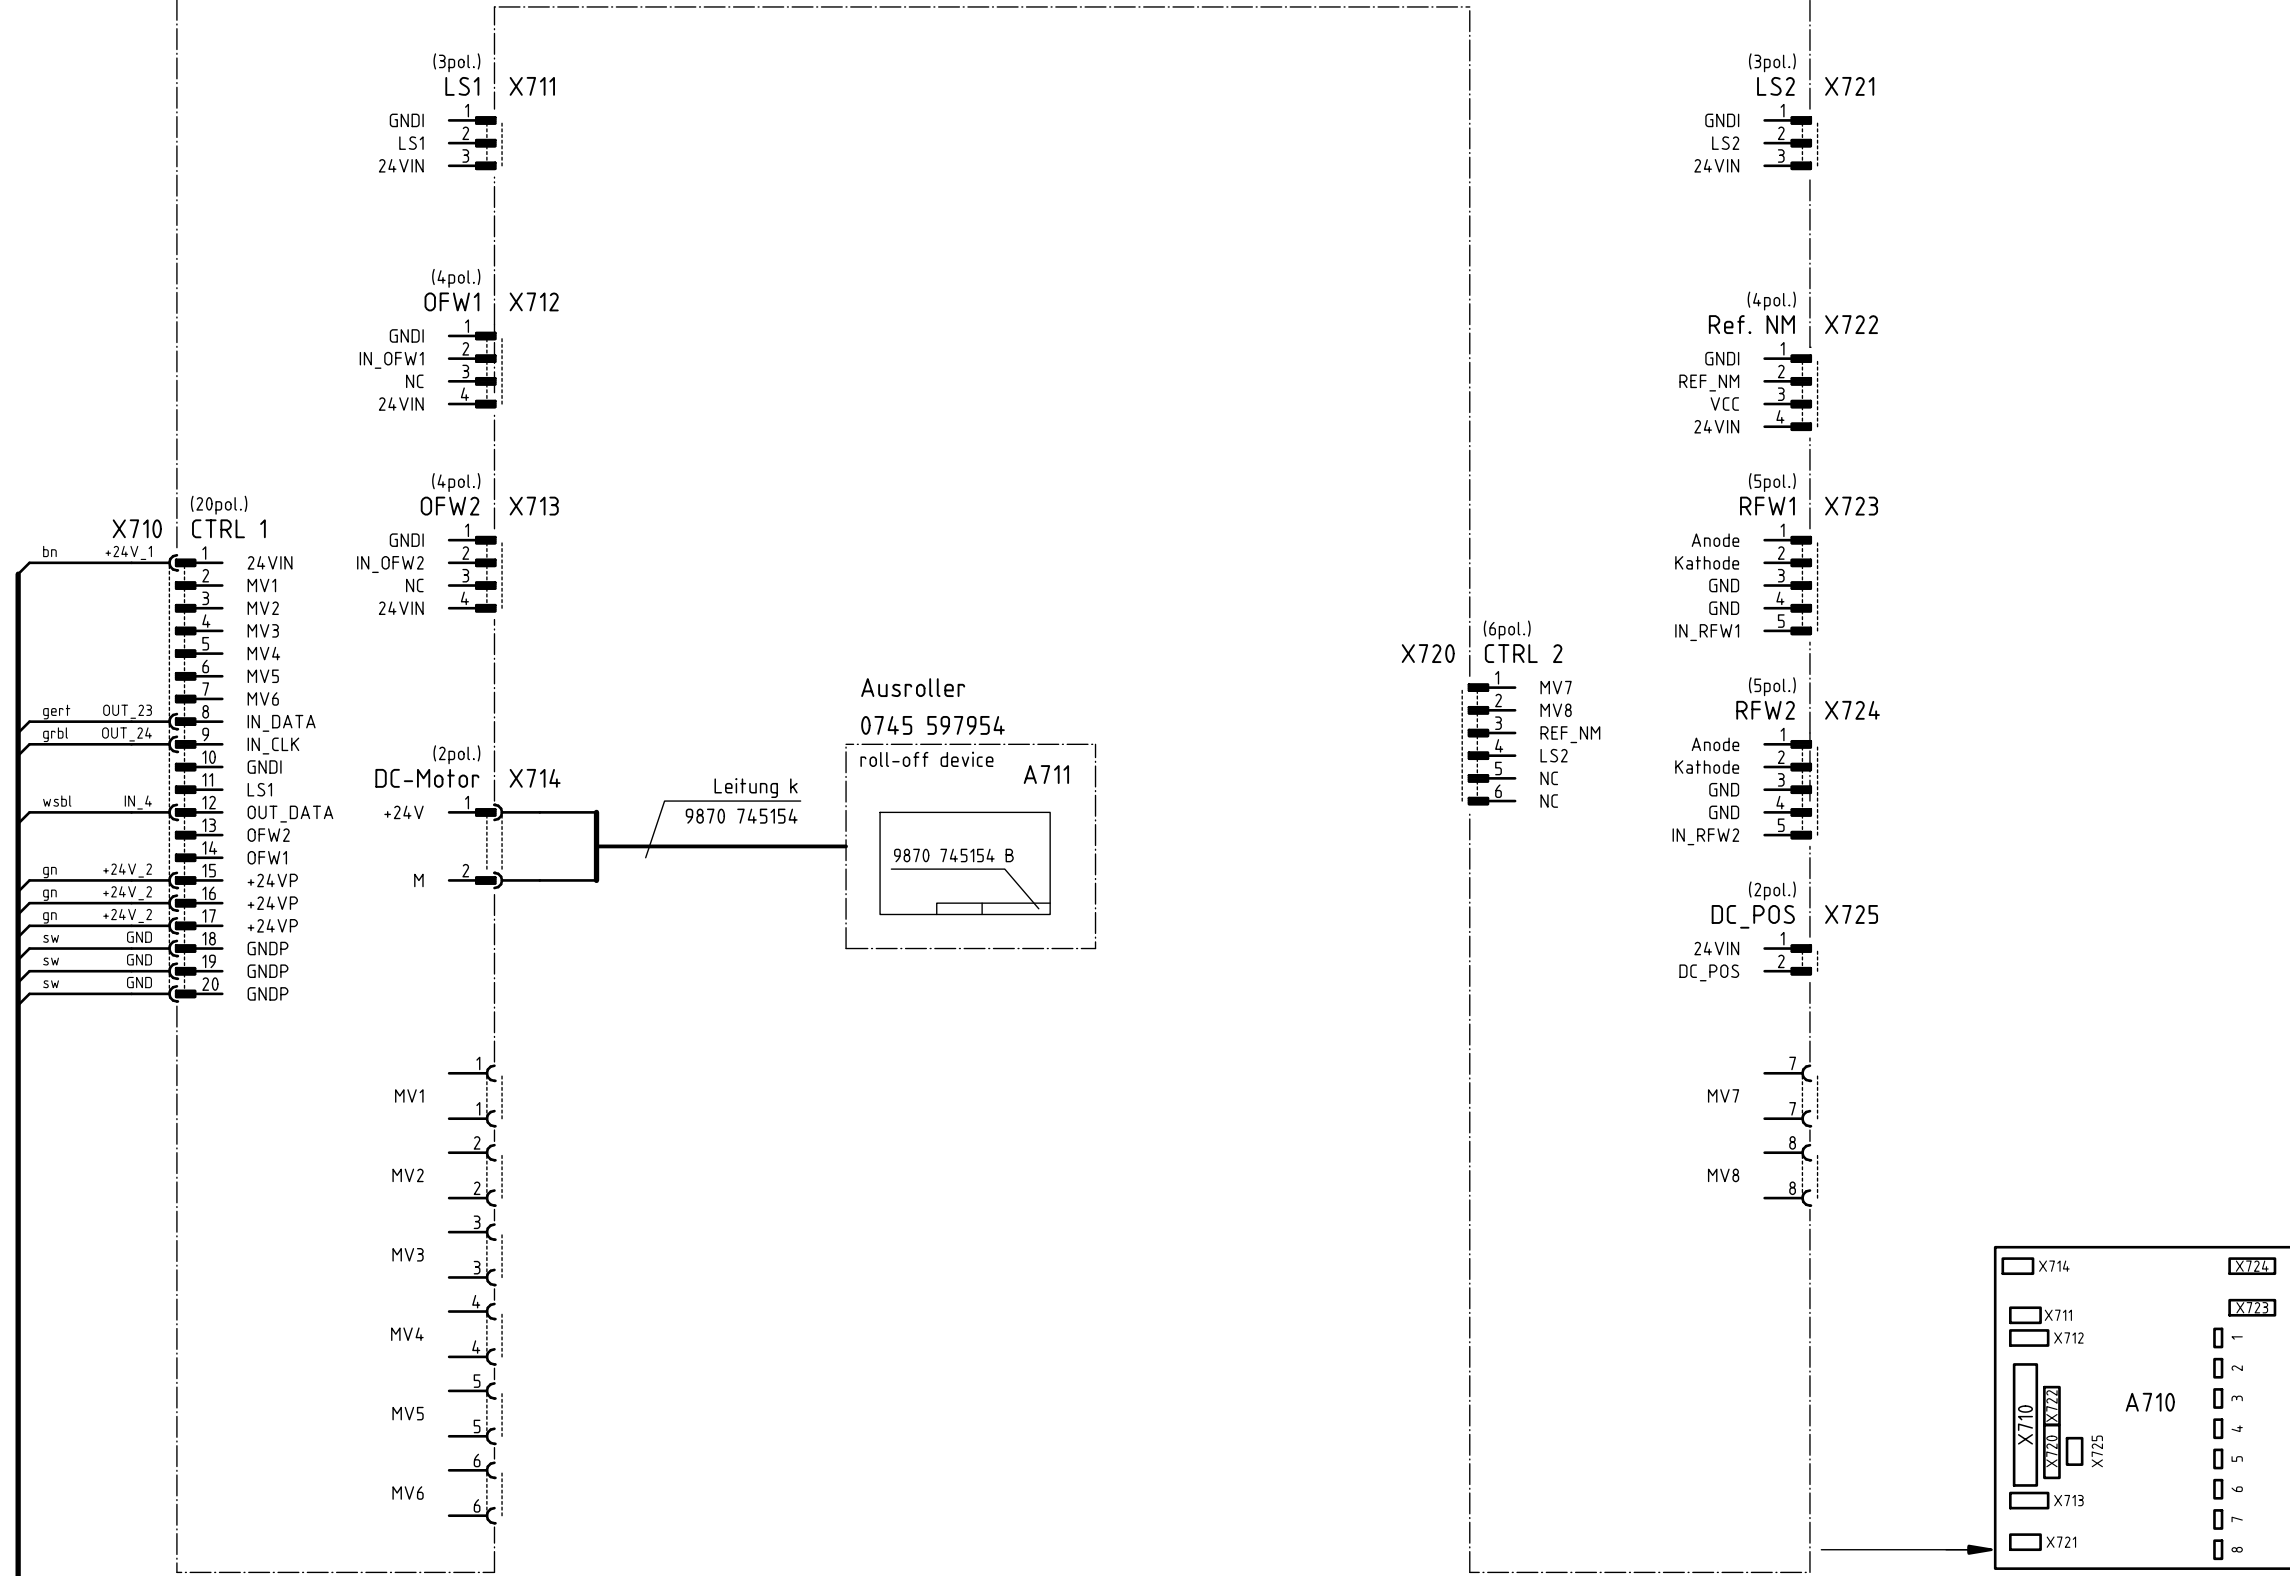 (3pol.)
LS1 X711
GNDI 1
LS1 2
24VIN 3
(4pol.)
OFW1 X712
GNDI 1
IN_OFW1 2
NC 3
24VIN 4
(4pol.)
OFW2 X713
GNDI 1
IN_OFW2 2
NC 3
24VIN 4
(20pol.)
X710 CTRL 1
bn +24V_1 1 24VIN
2 MV1
3 MV2
4 MV3
5 MV4
6 MV5
7 MV6
gert OUT_23 8 IN_DATA
grbl OUT_24 9 IN_CLK
10 GNDI
11 LS1
wsbl IN_4 12 OUT_DATA
13 OFW2
14 OFW1
gn +24V_2 15 +24VP
gn +24V_2 16 +24VP
gn +24V_2 17 +24VP
sw GND 18 GNDP
sw GND 19 GNDP
sw GND 20 GNDP
(2pol.)
DC-Motor X714
+24V 1
M 2
Leitung k
9870 745154
Ausroller
0745 597954
roll-off device
A711
9870 745154 B
1
MV1
1
2
MV2
2
3
MV3
3
4
MV4
4
5
MV5
5
6
MV6
6
(6pol.)
X720 CTRL 2
1 MV7
2 MV8
3 REF_NM
4 LS2
5 NC
6 NC
(3pol.)
LS2 X721
GNDI 1
LS2 2
24VIN 3
(4pol.)
Ref. NM X722
GNDI 1
REF_NM 2
VCC 3
24VIN 4
(5pol.)
RFW1 X723
Anode 1
Kathode 2
GND 3
GND 4
IN_RFW1 5
(5pol.)
RFW2 X724
Anode 1
Kathode 2
GND 3
GND 4
IN_RFW2 5
(2pol.)
DC_POS X725
24VIN 1
DC_POS 2
7
MV7
7
8
MV8
8
X714
X724
X711
X723
X712
1
2
3
4
5
6
7
8
X710
X722
X720
X725
A710
X713
X721